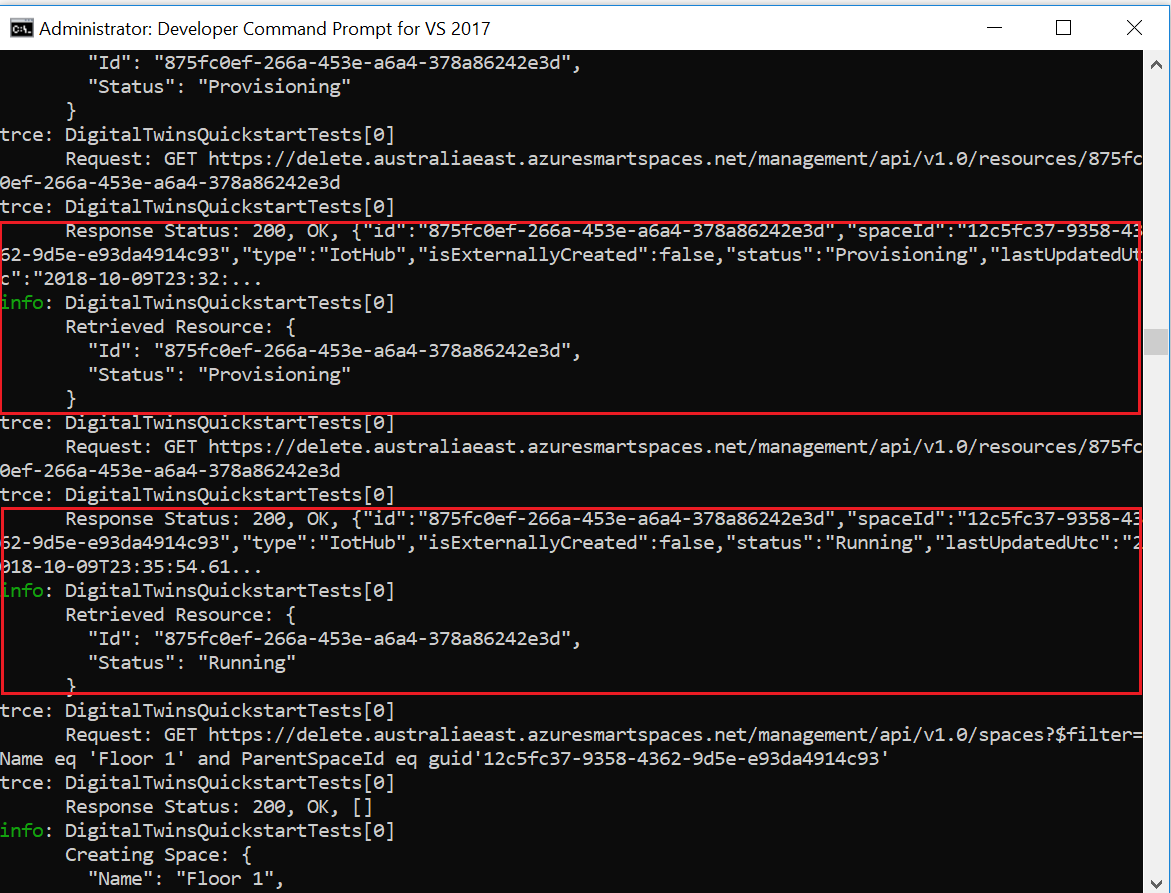 Administrator: Developer Command Prompt for VS 2017
"Id": "875fc0ef-266a-453e-a6a4-378a86242e3d",
"Status": "Provisioning"
}
trce: DigitalTwinsQuickstartTests[0]
Request: GET https://delete.australiaeast.azuresmartspaces.net/management/api/v1.0/resources/875fc
0ef-266a-453e-a6a4-378a86242e3d
trce: DigitalTwinsQuickstartTests[0]
Response Status: 200, OK, {"id":"875fc0ef-266a-453e-a6a4-378a86242e3d","spaceId":"12c5fc37-9358-43
62-9d5e-e93da4914c93","type":"IotHub","isExternallyCreated":false,"status":"Provisioning","lastUpdatedUt
c":"2018-10-09T23:32:...
info: DigitalTwinsQuickstartTests[0]
Retrieved Resource: {
"Id": "875fc0ef-266a-453e-a6a4-378a86242e3d",
"Status": "Provisioning"
}
trce: DigitalTwinsQuickstartTests[0]
Request: GET https://delete.australiaeast.azuresmartspaces.net/management/api/v1.0/resources/875fc
0ef-266a-453e-a6a4-378a86242e3d
trce: DigitalTwinsQuickstartTests[0]
Response Status: 200, OK, {"id":"875fc0ef-266a-453e-a6a4-378a86242e3d","spaceId":"12c5fc37-9358-43
62-9d5e-e93da4914c93","type":"IotHub","isExternallyCreated":false,"status":"Running","lastUpdatedUtc":"2
018-10-09T23:35:54.61...
info: DigitalTwinsQuickstartTests[0]
Retrieved Resource: {
"Id": "875fc0ef-266a-453e-a6a4-378a86242e3d",
"Status": "Running"
}
trce: DigitalTwinsQuickstartTests[0]
Request: GET https://delete.australiaeast.azuresmartspaces.net/management/api/v1.0/spaces?$filter=
Name eq 'Floor 1' and ParentSpaceId eq guid'12c5fc37-9358-4362-9d5e-e93da4914c93'
trce: DigitalTwinsQuickstartTests[0]
Response Status: 200, OK, []
info: DigitalTwinsQuickstartTests[0]
Creating Space: {
"Name": "Floor 1",